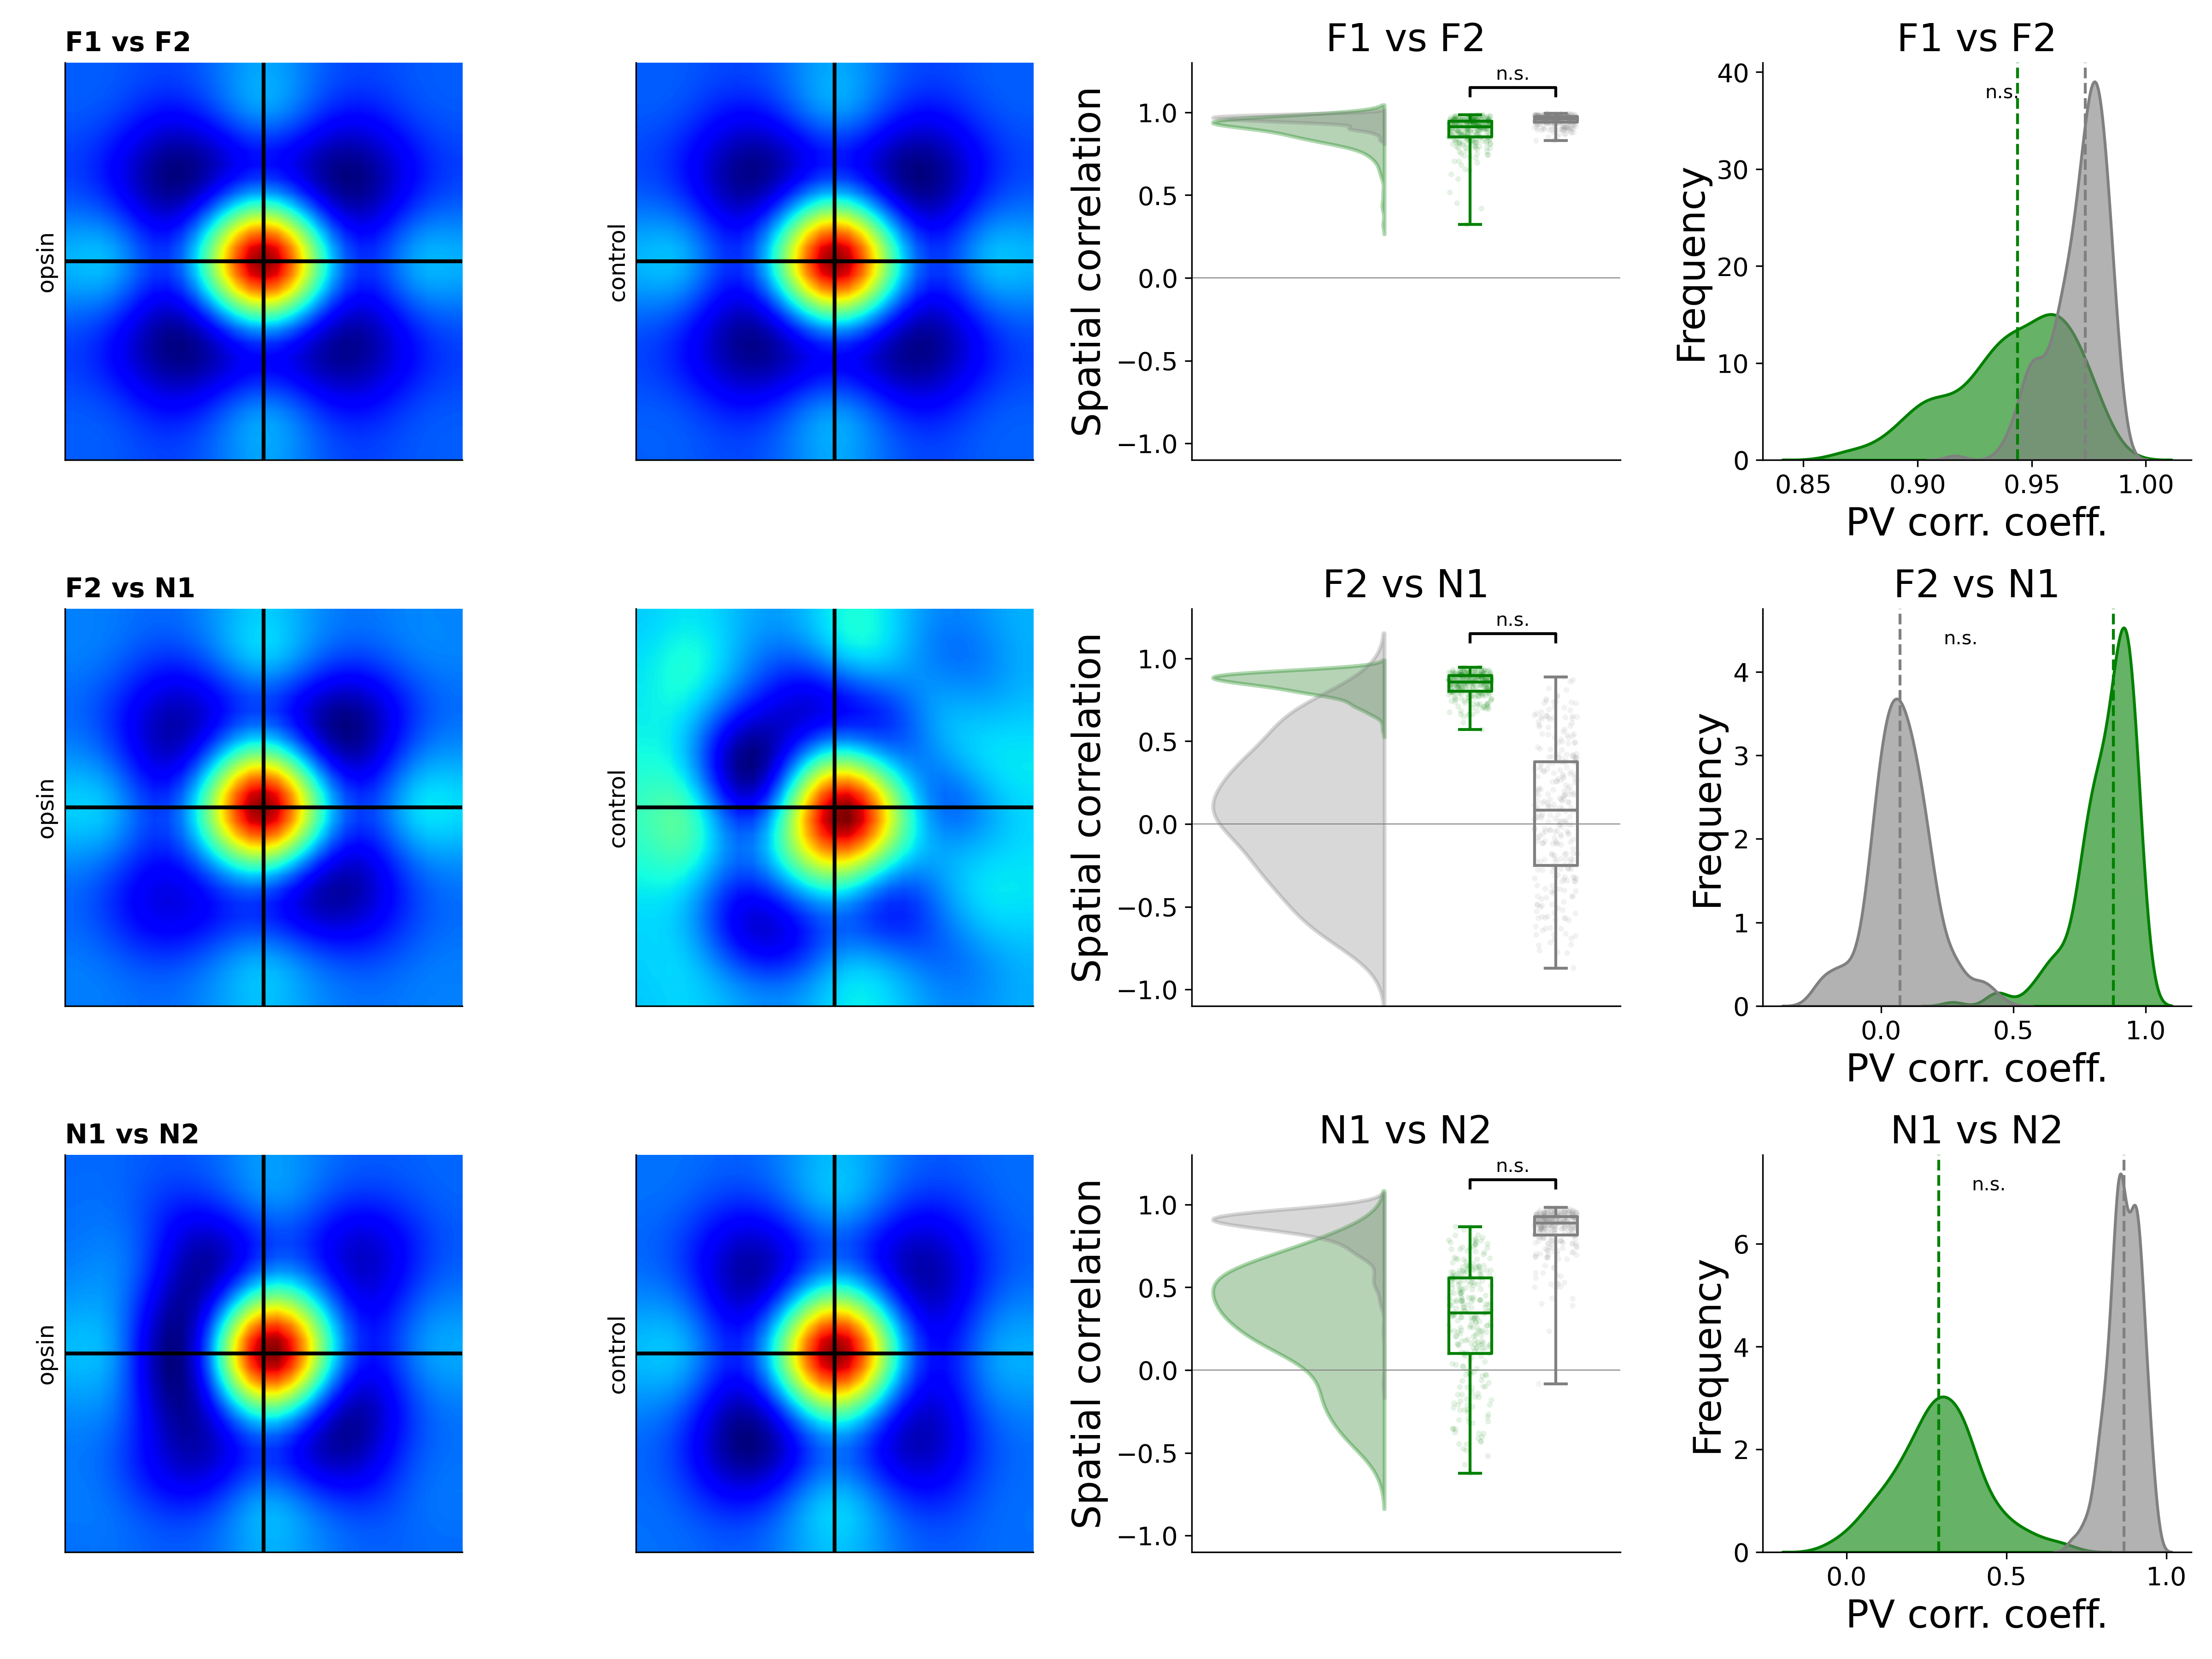 F1 vs F2
opsin
control
F1 vs F2
Spatial correlation
1.0
0.5
0.0
−0.5
−1.0
n.s.
F1 vs F2
Frequency
40
30
20
10
0
n.s.
0.85 0.90 0.95 1.00
PV corr. coeff.
F2 vs N1
opsin
control
F2 vs N1
Spatial correlation
1.0
0.5
0.0
−0.5
−1.0
n.s.
F2 vs N1
Frequency
4
3
2
1
0
n.s.
0.0 0.5 1.0
PV corr. coeff.
N1 vs N2
opsin
control
N1 vs N2
Spatial correlation
1.0
0.5
0.0
−0.5
−1.0
n.s.
N1 vs N2
Frequency
6
4
2
0
n.s.
0.0 0.5 1.0
PV corr. coeff.